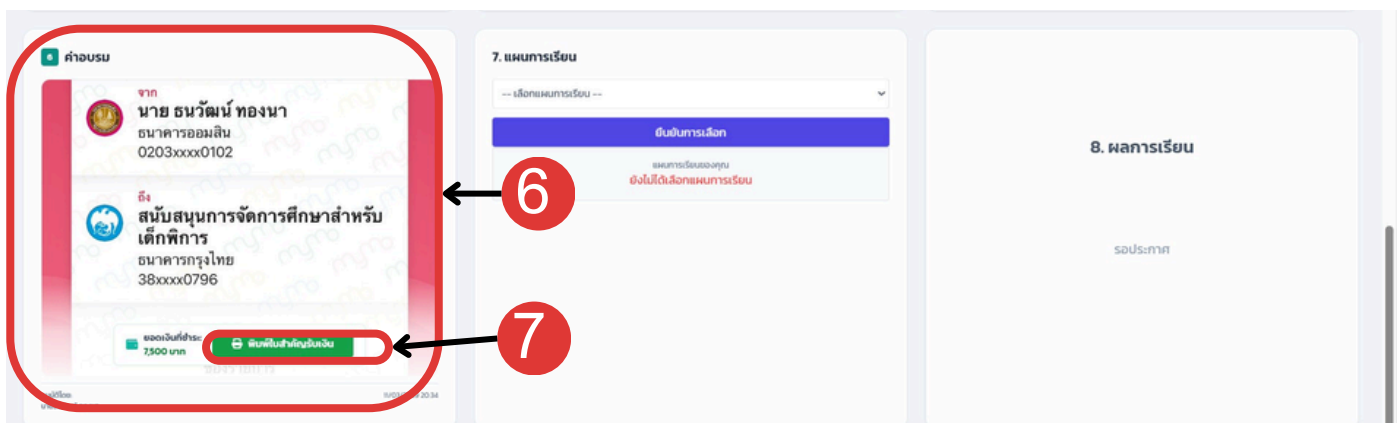 6 ค่าอบรม
จาก
นาย ธนวัฒน์ ทองนา
ธนาคารออมสิน
0203xxxx0102
ถึง
สนับสนุนการจัดการศึกษาสำหรับ
เด็กพิการ
ธนาคารกรุงไทย
38xxxx0796
ยอดเงินที่ชำระ
7,500 บาท
พิมพ์ใบสำคัญรับเงิน
20:34
6
7
7. แผนการเรียน
-- เลือกแผนการเรียน --
ยืนยันการเลือก
แผนการเรียนของคุณ
ยังไม่ได้เลือกแผนการเรียน
8. ผลการเรียน
รอประกาศ